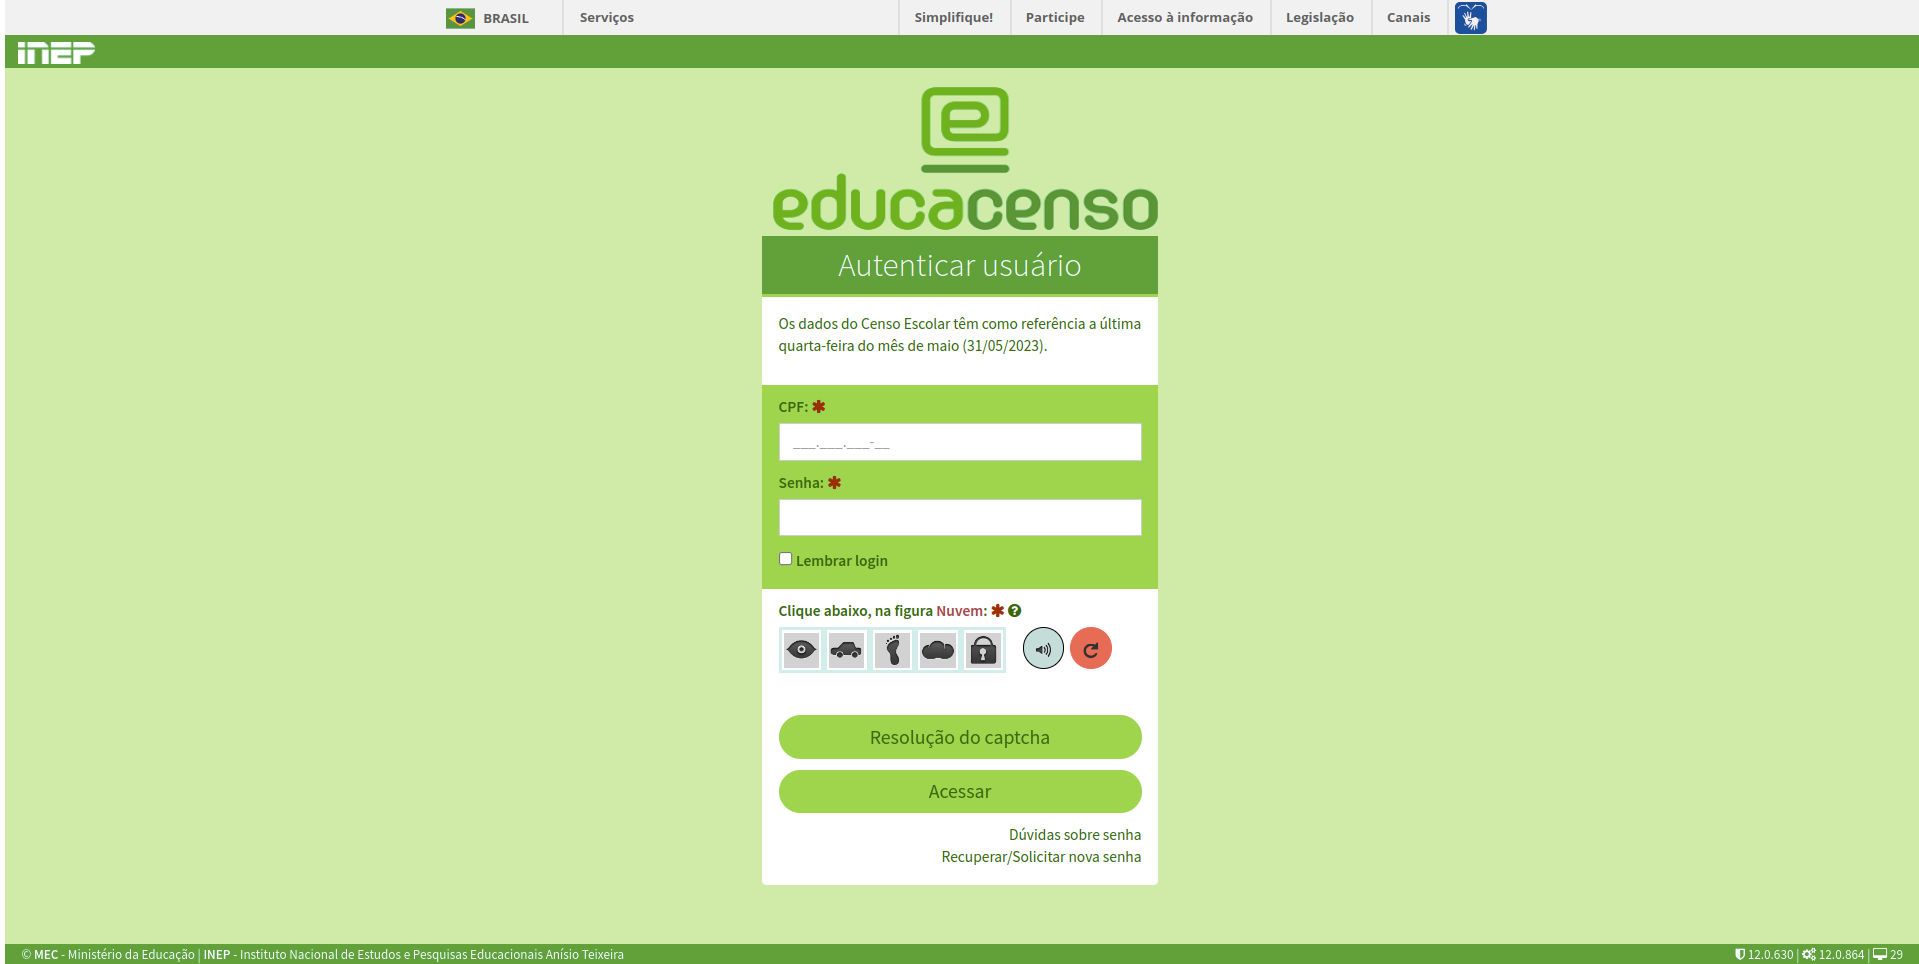 BRASIL Serviços Simplifique! Participe Acesso à informação Legislação Canais
inep
e
educacenso
Autenticar usuário
Os dados do Censo Escolar têm como referência a última
quarta-feira do mês de maio (31/05/2023).
CPF: ✱
___.___.___-__
Senha: ✱
Lembrar login
Clique abaixo, na figura Nuvem: ✱ ?
Resolução do captcha
Acessar
Dúvidas sobre senha
Recuperar/Solicitar nova senha
© MEC - Ministério da Educação | INEP - Instituto Nacional de Estudos e Pesquisas Educacionais Anísio Teixeira 12.0.630 | 12.0.864 | 29